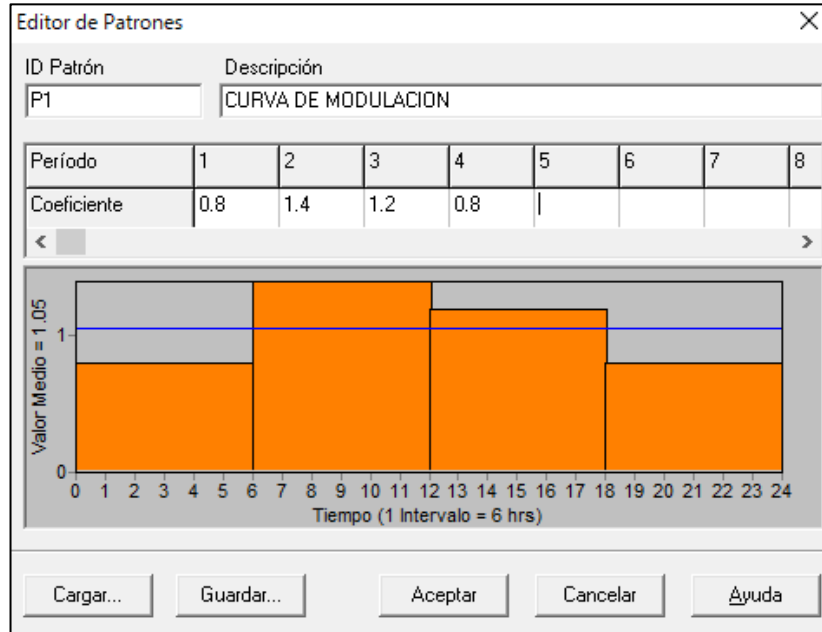 Editor de Patrones
ID Patrón Descripción
P1 CURVA DE MODULACION
Período 1 2 3 4 5 6 7 8
Coeficiente 0.8 1.4 1.2 0.8
Valor Medio = 1.05
1
0
0 1 2 3 4 5 6 7 8 9 10 11 12 13 14 15 16 17 18 19 20 21 22 23 24
Tiempo (1 Intervalo = 6 hrs)
Cargar... Guardar... Aceptar Cancelar Ayuda